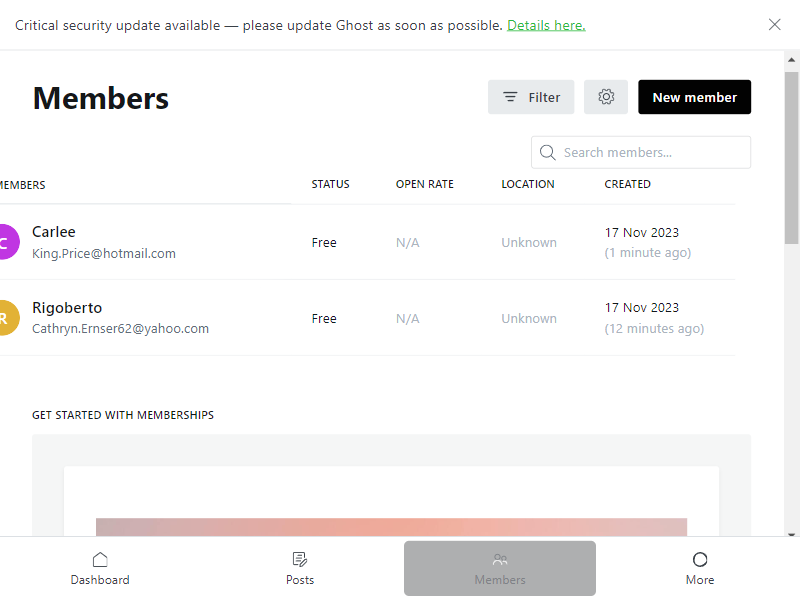 Critical security update available — please update Ghost as soon as possible. Details here.
Members
Filter
New member
Search members...
MEMBERS STATUS OPEN RATE LOCATION CREATED
C Carlee Free N/A Unknown 17 Nov 2023
King.Price@hotmail.com (1 minute ago)
R Rigoberto Free N/A Unknown 17 Nov 2023
Cathryn.Ernser62@yahoo.com (12 minutes ago)
GET STARTED WITH MEMBERSHIPS
Dashboard Posts Members More